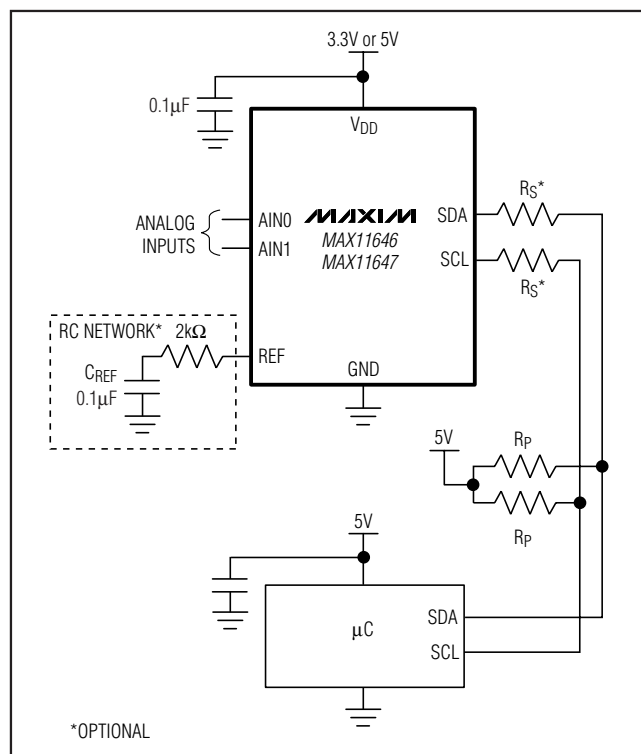 3.3V or 5V
0.1μF
VDD
RS*
ANALOG
INPUTS
AIN0
AIN1
MAXIM
MAX11646
MAX11647
SDA
SCL
RS*
RC NETWORK*
2kΩ
REF
CREF
0.1μF
GND
5V
RP
RP
5V
μC
SDA
SCL
*OPTIONAL